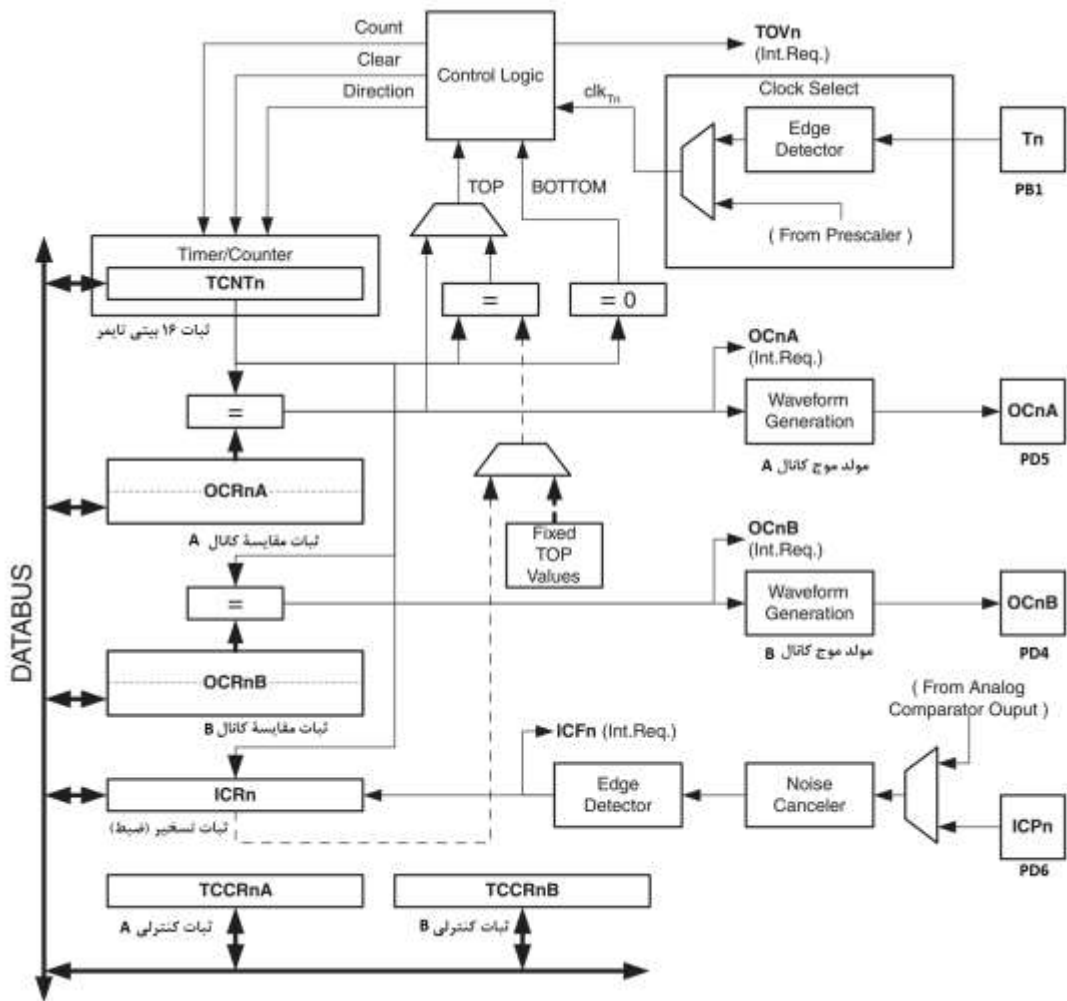 Count
Clear
Direction
Control Logic
TOVn
(Int.Req.)
clkTn
Clock Select
Edge
Detector
Tn
PB1
( From Prescaler )
TOP
BOTTOM
Timer/Counter
TCNTn
ثبات ۱۶ بیتی تایمر
=
= 0
OCnA
(Int.Req.)
=
Waveform
Generation
OCnA
مولد موج کانال A
PD5
OCRnA
ثبات مقایسهٔ کانال A
Fixed
TOP
Values
OCnB
(Int.Req.)
=
Waveform
Generation
OCnB
مولد موج کانال B
PD4
OCRnB
ثبات مقایسهٔ کانال B
DATABUS
( From Analog
Comparator Ouput )
ICFn (Int.Req.)
ICRn
Edge
Detector
Noise
Canceler
ICPn
ثبات تسخیر (ضبط)
PD6
TCCRnA
TCCRnB
ثبات کنترلی A
ثبات کنترلی B